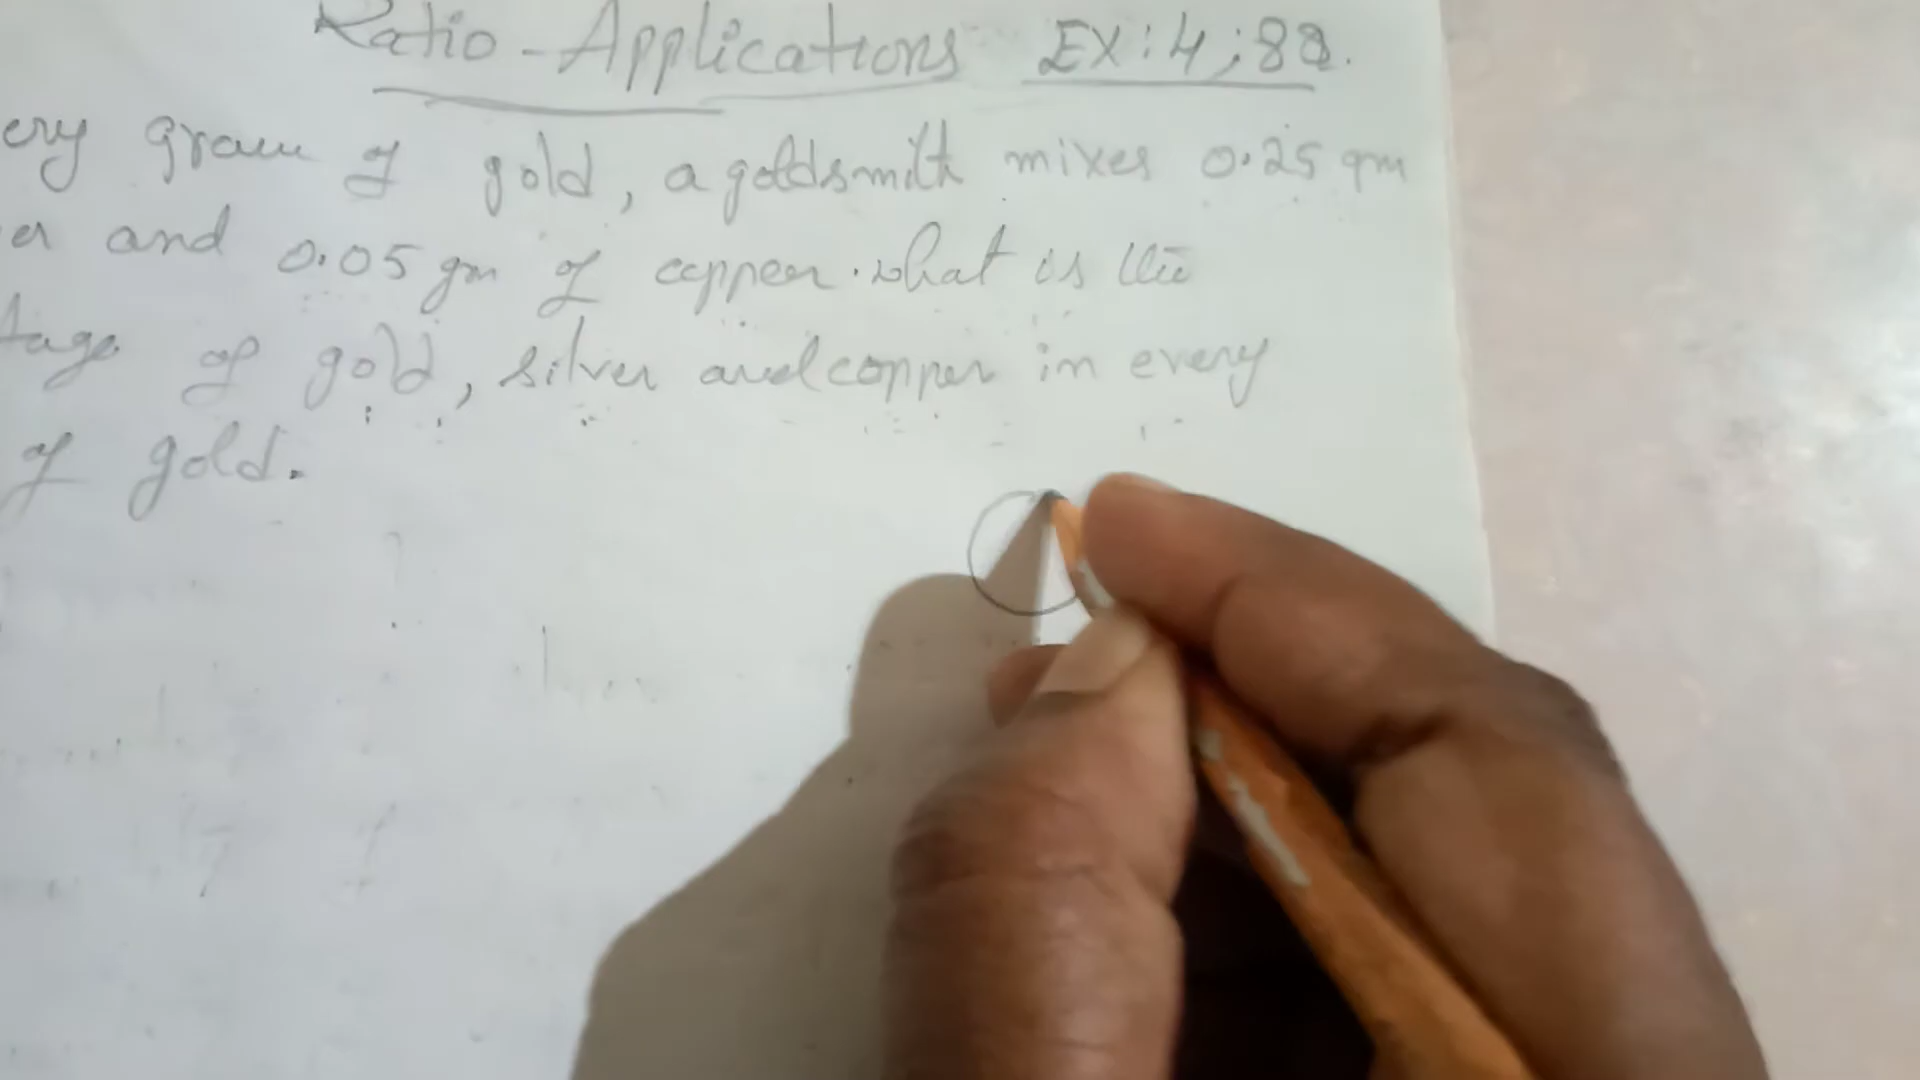 Ratio - Applications EX: 4; 8Q.
ery gram of gold, a goldsmith mixes 0.25 gm
er and 0.05 gm of copper. what is the
tage of gold, silver and copper in every
of gold.